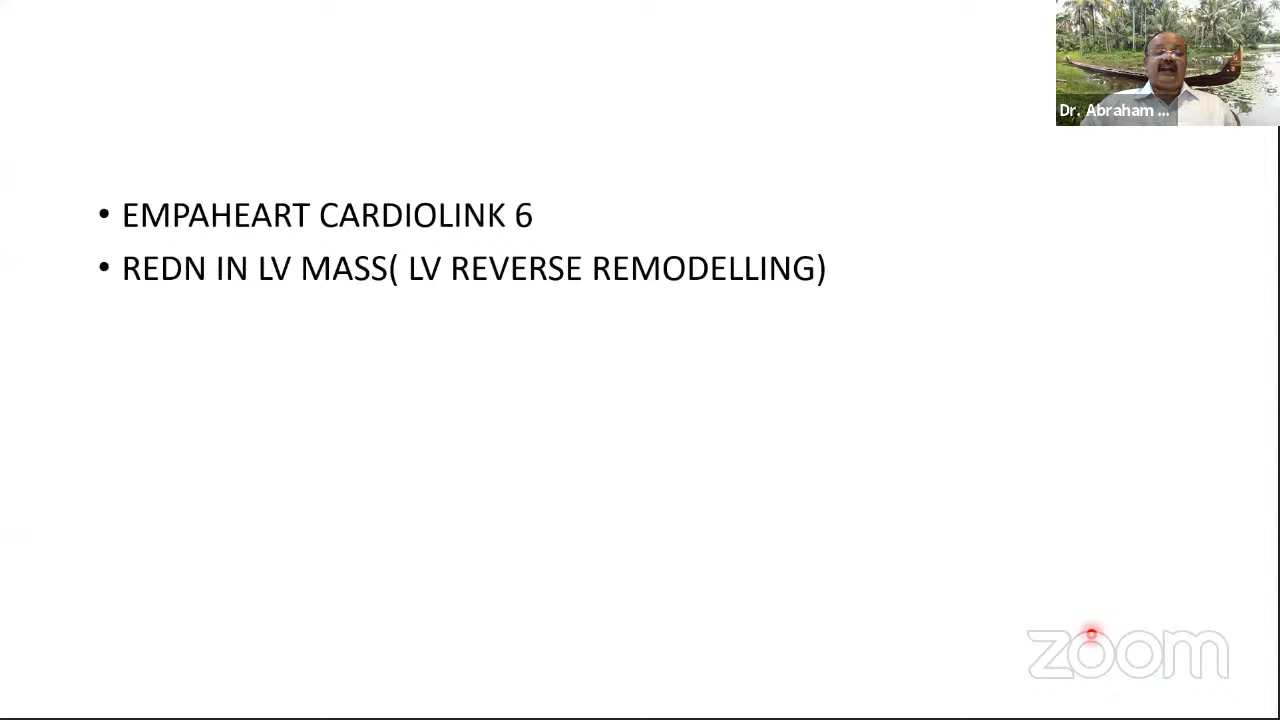 Dr. Abraham ...
• EMPAHEART CARDIOLINK 6
• REDN IN LV MASS( LV REVERSE REMODELLING)
zoom